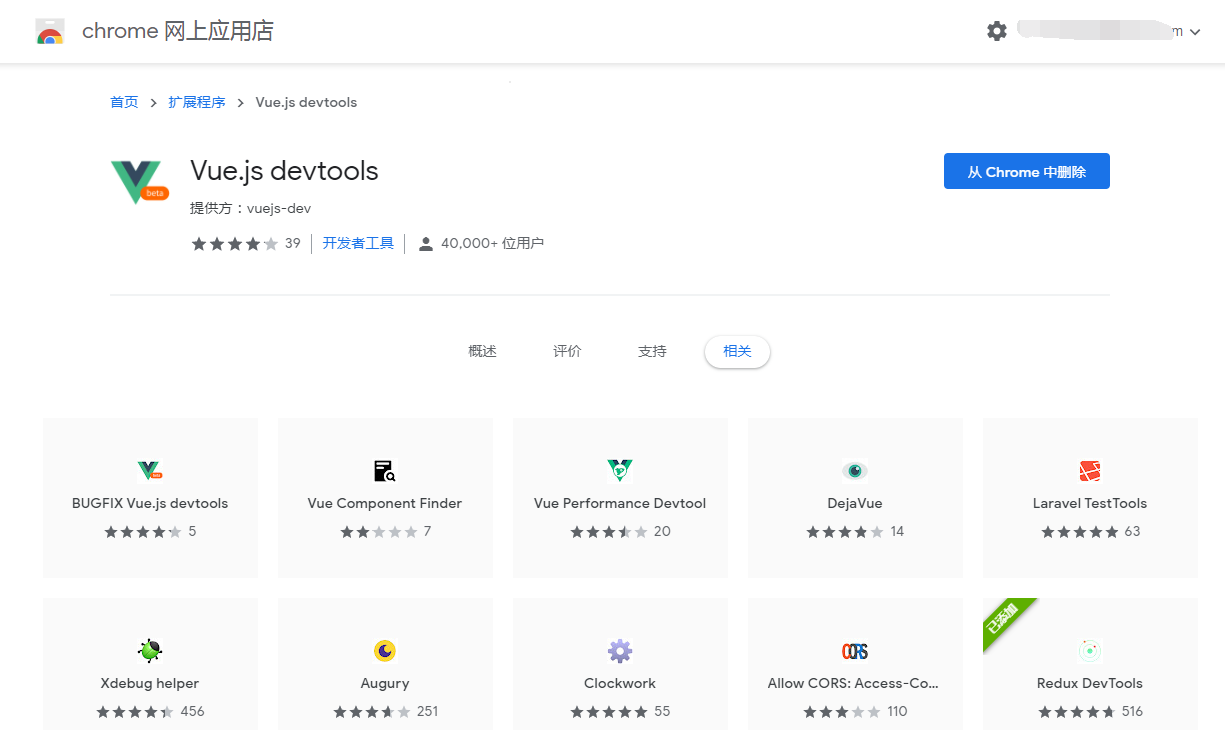 chrome 网上应用店
m
首页 > 扩展程序 > Vue.js devtools
Vue.js devtools
beta
从 Chrome 中删除
提供方：vuejs-dev
39 开发者工具 40,000+ 位用户
概述 评价 支持 相关
BUGFIX Vue.js devtools
5
Vue Component Finder
7
Vue Performance Devtool
20
DejaVue
14
Laravel TestTools
63
Xdebug helper
456
Augury
251
Clockwork
55
CORS
Allow CORS: Access-Co...
110
已添加
Redux DevTools
516